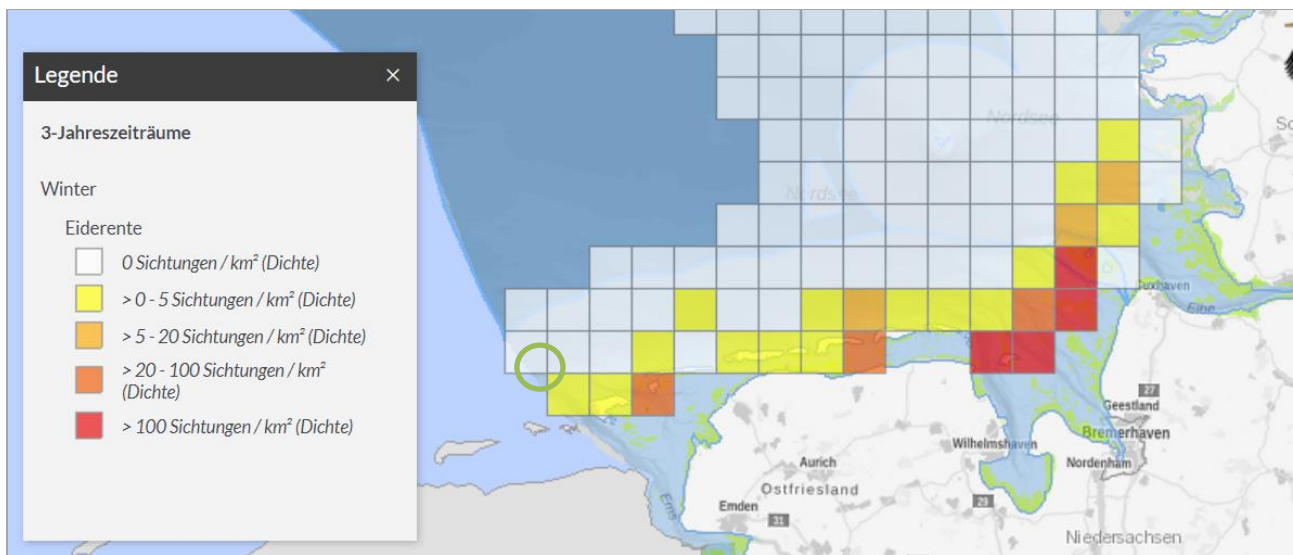 Legende ×
3-Jahreszeiträume
Winter
Eiderente
0 Sichtungen / km² (Dichte)
> 0 - 5 Sichtungen / km² (Dichte)
> 5 - 20 Sichtungen / km² (Dichte)
> 20 - 100 Sichtungen / km²
(Dichte)
> 100 Sichtungen / km² (Dichte)
Nordsee
Nordsee
Elbe
27
Geestland
Bremerhaven
Wilhelmshaven
Nordenham
Aurich
Ostfriesland
29
Emden
31
Ems
Niedersachsen